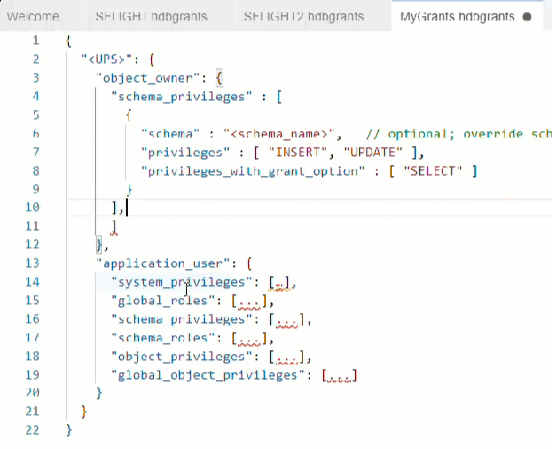 Welcome SFLIGHT hdbgrants SFLIGHT2 hdbgrants MyGrants hdbgrants
1 {
2 "<UPS>": {
3 "object_owner": {
4 "schema_privileges" : [
5 {
6 "schema" : "<schema_name>", // optional; override sch
7 "privileges" : [ "INSERT", "UPDATE" ],
8 "privileges_with_grant_option" : [ "SELECT" ]
9 }
10 ],
11 ]
12 },
13 "application_user": {
14 "system_privileges": […],
15 "global_roles": [...],
16 "schema_privileges": [...],
17 "schema_roles": [...],
18 "object_privileges": [...],
19 "global_object_privileges": [...]
20 }
21 }
22 }